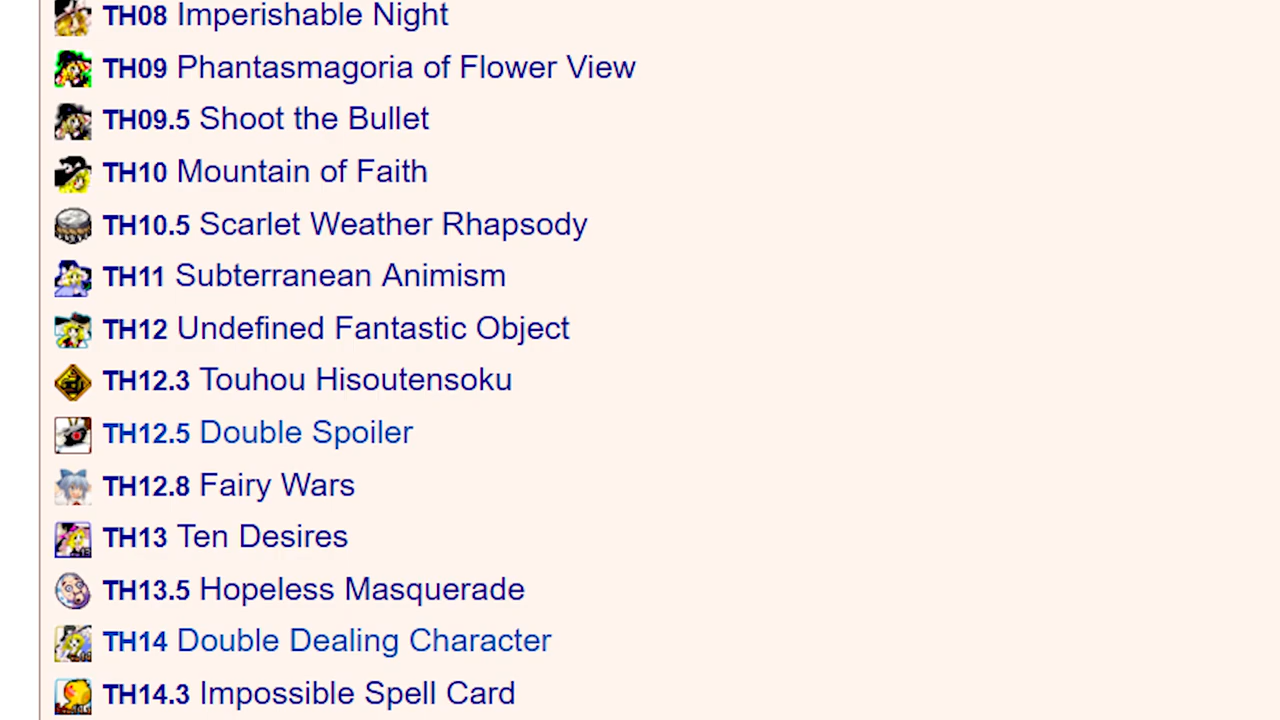 TH08 Imperishable Night
TH09 Phantasmagoria of Flower View
TH09.5 Shoot the Bullet
TH10 Mountain of Faith
TH10.5 Scarlet Weather Rhapsody
TH11 Subterranean Animism
TH12 Undefined Fantastic Object
TH12.3 Touhou Hisoutensoku
TH12.5 Double Spoiler
TH12.8 Fairy Wars
TH13 Ten Desires
TH13.5 Hopeless Masquerade
TH14 Double Dealing Character
TH14.3 Impossible Spell Card